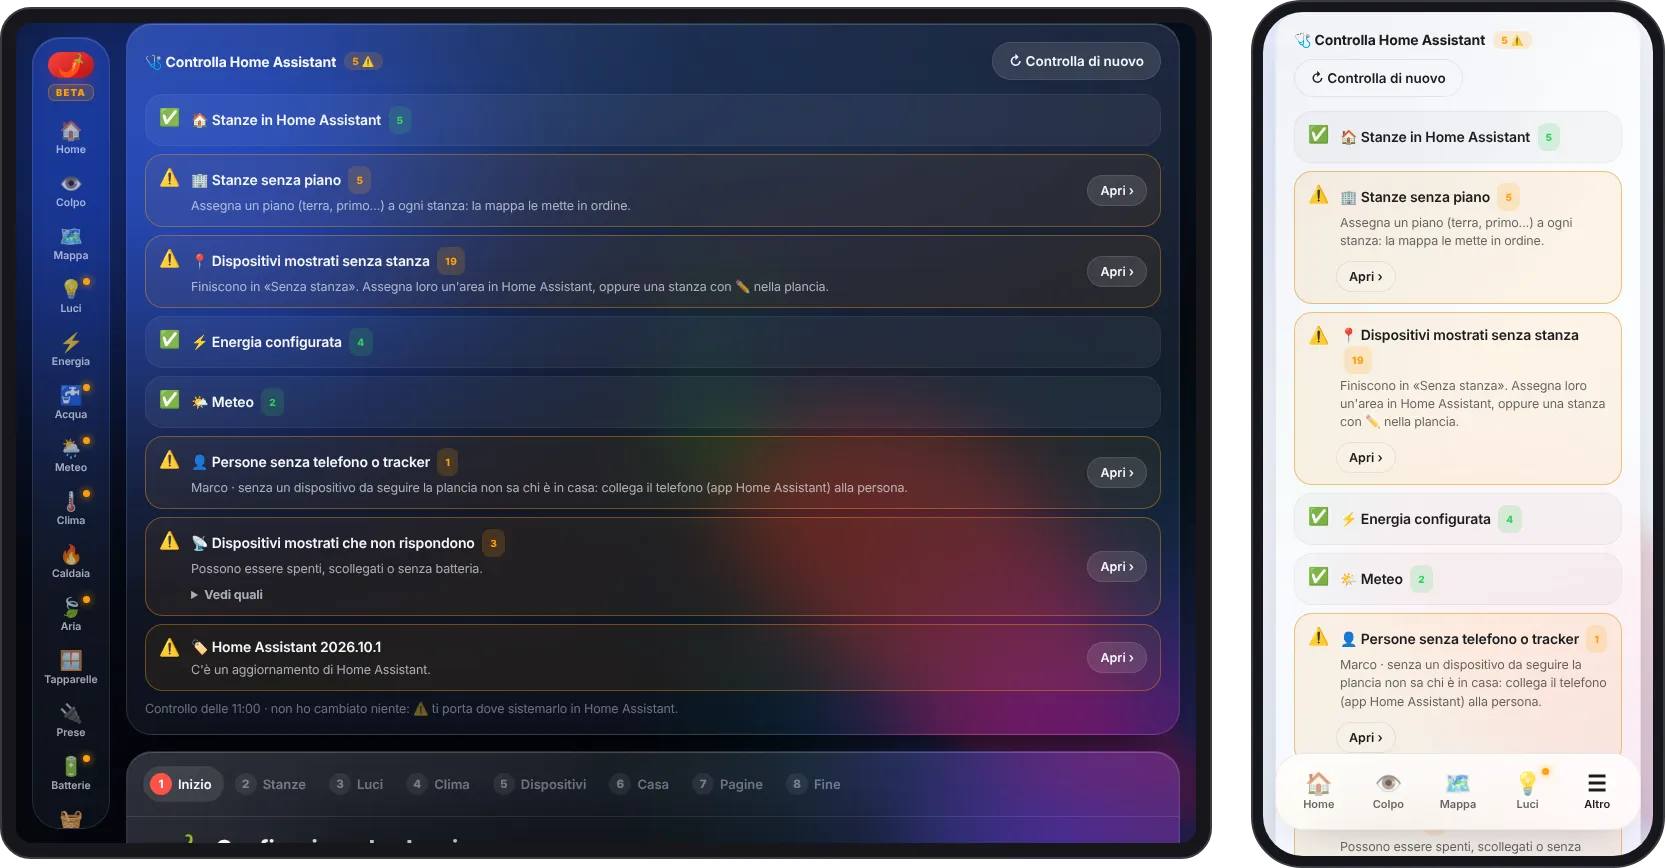 BETA
Home
Colpo
Mappa
Luci
Energia
Acqua
Meteo
Clima
Caldaia
Aria
Tapparelle
Prese
Batterie
Controlla Home Assistant 5
Controlla di nuovo
Stanze in Home Assistant 5
Stanze senza piano 5
Assegna un piano (terra, primo...) a ogni stanza: la mappa le mette in ordine.
Apri ›
Dispositivi mostrati senza stanza 19
Finiscono in «Senza stanza». Assegna loro un'area in Home Assistant, oppure una stanza con ✏️ nella plancia.
Apri ›
Energia configurata 4
Meteo 2
Persone senza telefono o tracker 1
Marco · senza un dispositivo da seguire la plancia non sa chi è in casa: collega il telefono (app Home Assistant) alla persona.
Apri ›
Dispositivi mostrati che non rispondono 3
Possono essere spenti, scollegati o senza batteria.
Vedi quali
Apri ›
Home Assistant 2026.10.1
C'è un aggiornamento di Home Assistant.
Apri ›
Controllo delle 11:00 · non ho cambiato niente: ⚠️ ti porta dove sistemarlo in Home Assistant.
1 Inizio 2 Stanze 3 Luci 4 Clima 5 Dispositivi 6 Casa 7 Pagine 8 Fine
Controlla Home Assistant 5
Controlla di nuovo
Stanze in Home Assistant 5
Stanze senza piano 5
Assegna un piano (terra, primo...) a ogni
stanza: la mappa le mette in ordine.
Apri ›
Dispositivi mostrati senza stanza
19
Finiscono in «Senza stanza». Assegna loro
un'area in Home Assistant, oppure una stanza
con ✏️ nella plancia.
Apri ›
Energia configurata 4
Meteo 2
Persone senza telefono o tracker 1
Marco · senza un dispositivo da seguire la
plancia non sa chi è in casa: collega il telefono
(app Home Assistant) alla persona.
Apri ›
Home
Colpo
Mappa
Luci
Altro
Possono essere spenti, scollegati o senza